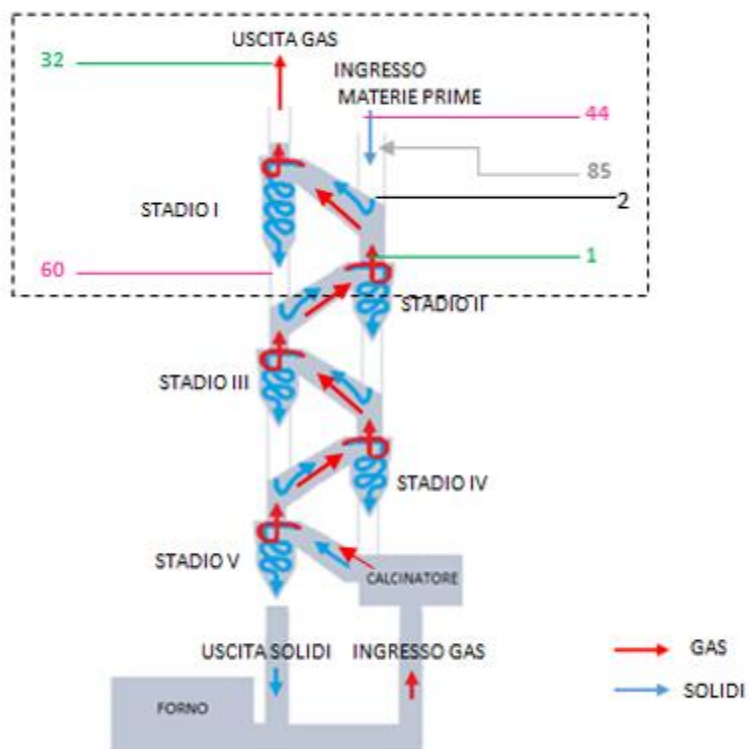 USCITA GAS
32
INGRESSO
MATERIE PRIME
44
85
2
STADIO I
1
60
STADIO II
STADIO III
STADIO IV
STADIO V
CALCINATORE
USCITA SOLIDI
INGRESSO GAS
GAS
SOLIDI
FORNO